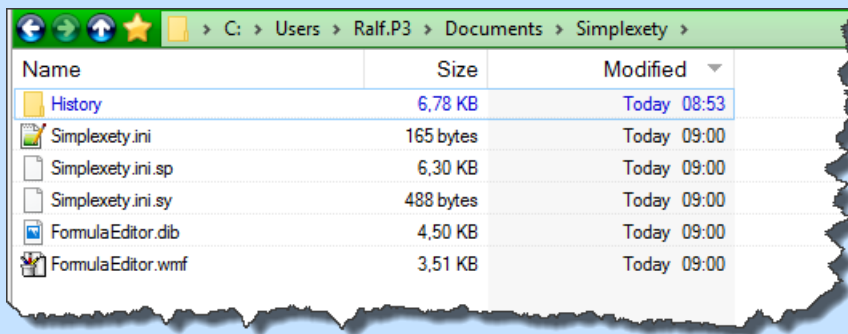 > C: > Users > Ralf.P3 > Documents > Simplexety >
Name Size Modified
History 6,78 KB Today 08:53
Simplexety.ini 165 bytes Today 09:00
Simplexety.ini.sp 6,30 KB Today 09:00
Simplexety.ini.sy 488 bytes Today 09:00
FormulaEditor.dib 4,50 KB Today 09:00
FormulaEditor.wmf 3,51 KB Today 09:00